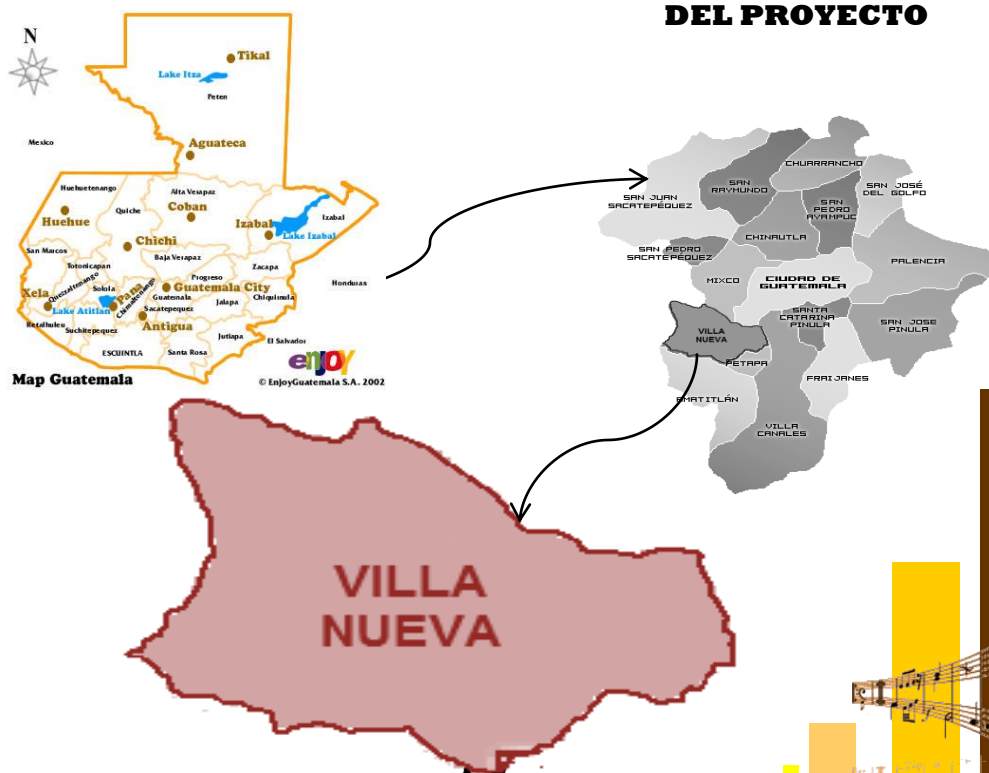 DEL PROYECTO
N
Tikal
Lake Itza
Peten
Mexico
Aguateca
Huehuetenango
Alta Verapaz
Quiche
Coban
Huehue
Izabal
Izabal
Lake Izabal
Chichi
San Marcos
Baja Verapaz
Totonicapan
Zacapa
Quezaltenango
Solola
Progreso
Honduras
Xela
Pana
Chimaltenango
Guatemala City
Lake Atitlan
Guatemala
Chiquimula
Sacatepequez
Jalapa
Retalhuleu
Suchitepequez
Antigua
Jutiapa
El Salvador
ESCUINTLA
Santa Rosa
enjoy
Map Guatemala
© EnjoyGuatemala S.A. 2002
CHUARRANCHO
SAN
RAYMUNDO
SAN JOSÉ
DEL GOLFO
SAN JUAN
SACATEPÉQUEZ
SAN
PEDRO
AYAMPUC
CHINAUTLA
SAN PEDRO
SACATEPÉQUEZ
PALENCIA
MIXCO
CIUDAD DE
GUATEMALA
SANTA
CATARINA
PINULA
SAN JOSE
PINULA
VILLA
NUEVA
PETAPA
FRAIJANES
AMATITLÁN
VILLA
CANALES
VILLA
NUEVA